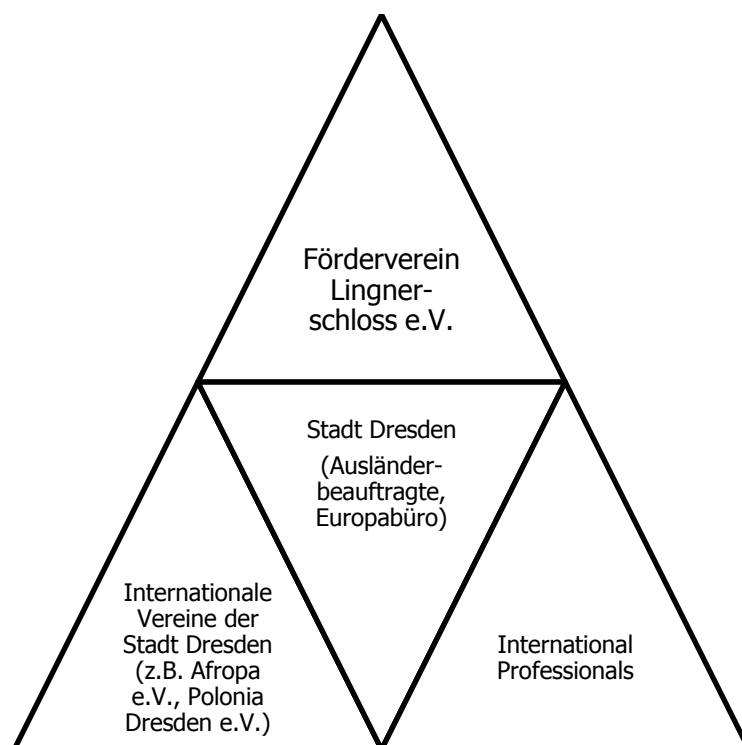 Förderverein
Lingner-
schloss e.V.
Stadt Dresden
(Ausländer-
beauftragte,
Europabüro)
Internationale
Vereine der
Stadt Dresden
(z.B. Afropa
e.V., Polonia
Dresden e.V.)
International
Professionals